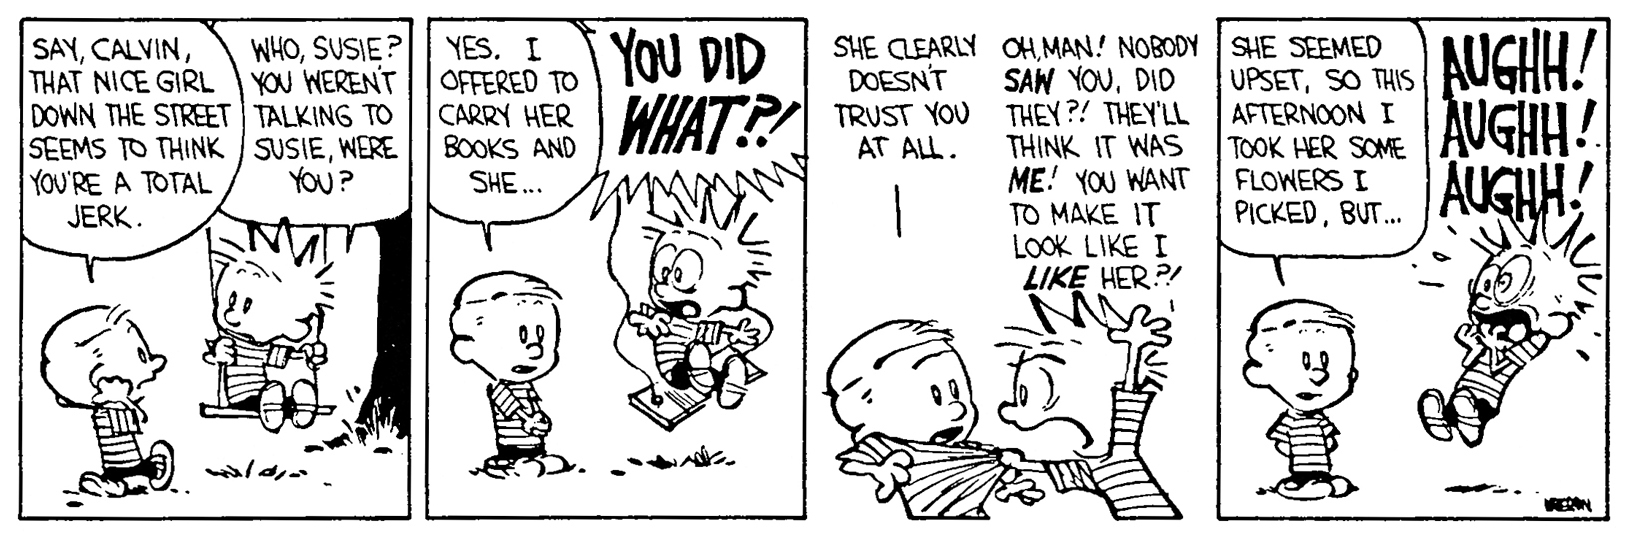 SAY, CALVIN,
THAT NICE GIRL
DOWN THE STREET
SEEMS TO THINK
YOU'RE A TOTAL
JERK.
WHO, SUSIE?
YOU WEREN'T
TALKING TO
SUSIE, WERE
YOU?
YES. I
OFFERED TO
CARRY HER
BOOKS AND
SHE...
YOU DID
WHAT?!
SHE CLEARLY
DOESN'T
TRUST YOU
AT ALL.
OH, MAN! NOBODY
SAW YOU, DID
THEY?! THEY'LL
THINK IT WAS
ME! YOU WANT
TO MAKE IT
LOOK LIKE I
LIKE HER?!
SHE SEEMED
UPSET, SO THIS
AFTERNOON I
TOOK HER SOME
FLOWERS I
PICKED, BUT...
AUGHH!
AUGHH!
AUGHH!